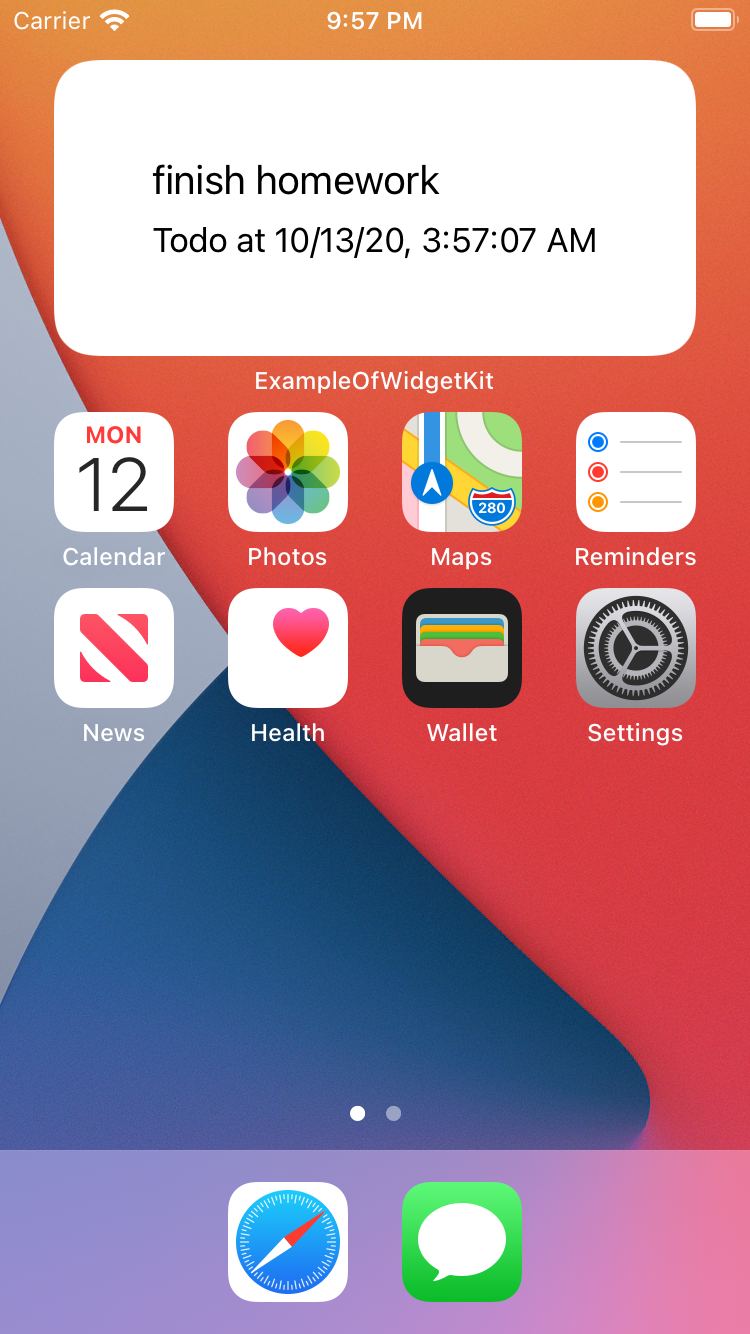 Carrier 9:57 PM
finish homework
Todo at 10/13/20, 3:57:07 AM
ExampleOfWidgetKit
MON
12
280
Calendar Photos Maps Reminders
News Health Wallet Settings